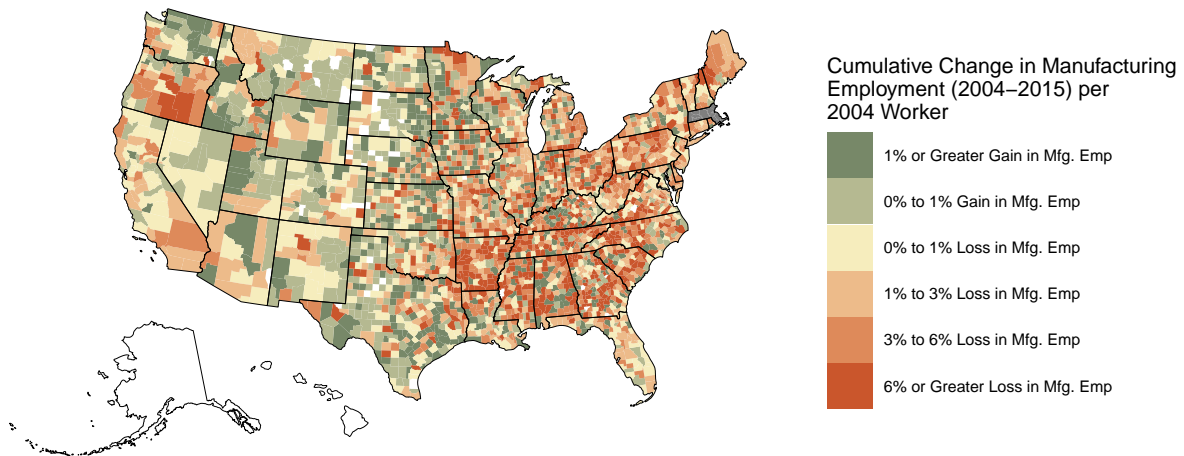 Cumulative Change in Manufacturing
Employment (2004−2015) per
2004 Worker
1% or Greater Gain in Mfg. Emp
0% to 1% Gain in Mfg. Emp
0% to 1% Loss in Mfg. Emp
1% to 3% Loss in Mfg. Emp
3% to 6% Loss in Mfg. Emp
6% or Greater Loss in Mfg. Emp